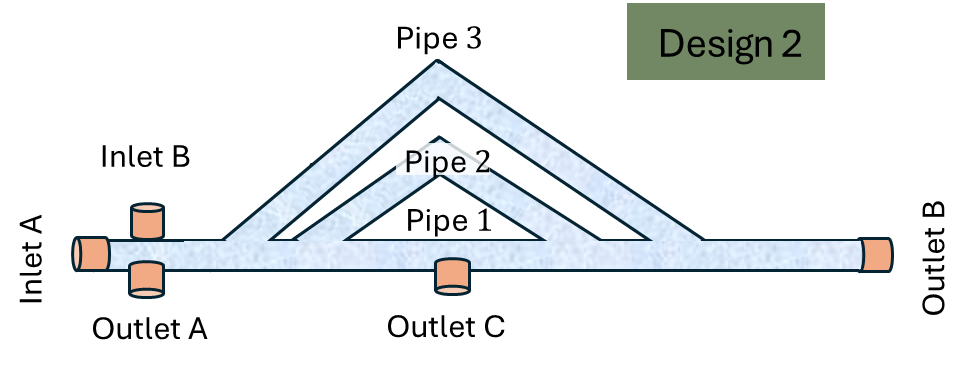 Pipe 3
Design 2
Inlet B
Pipe 2
Pipe 1
Inlet A
Outlet B
Outlet A
Outlet C